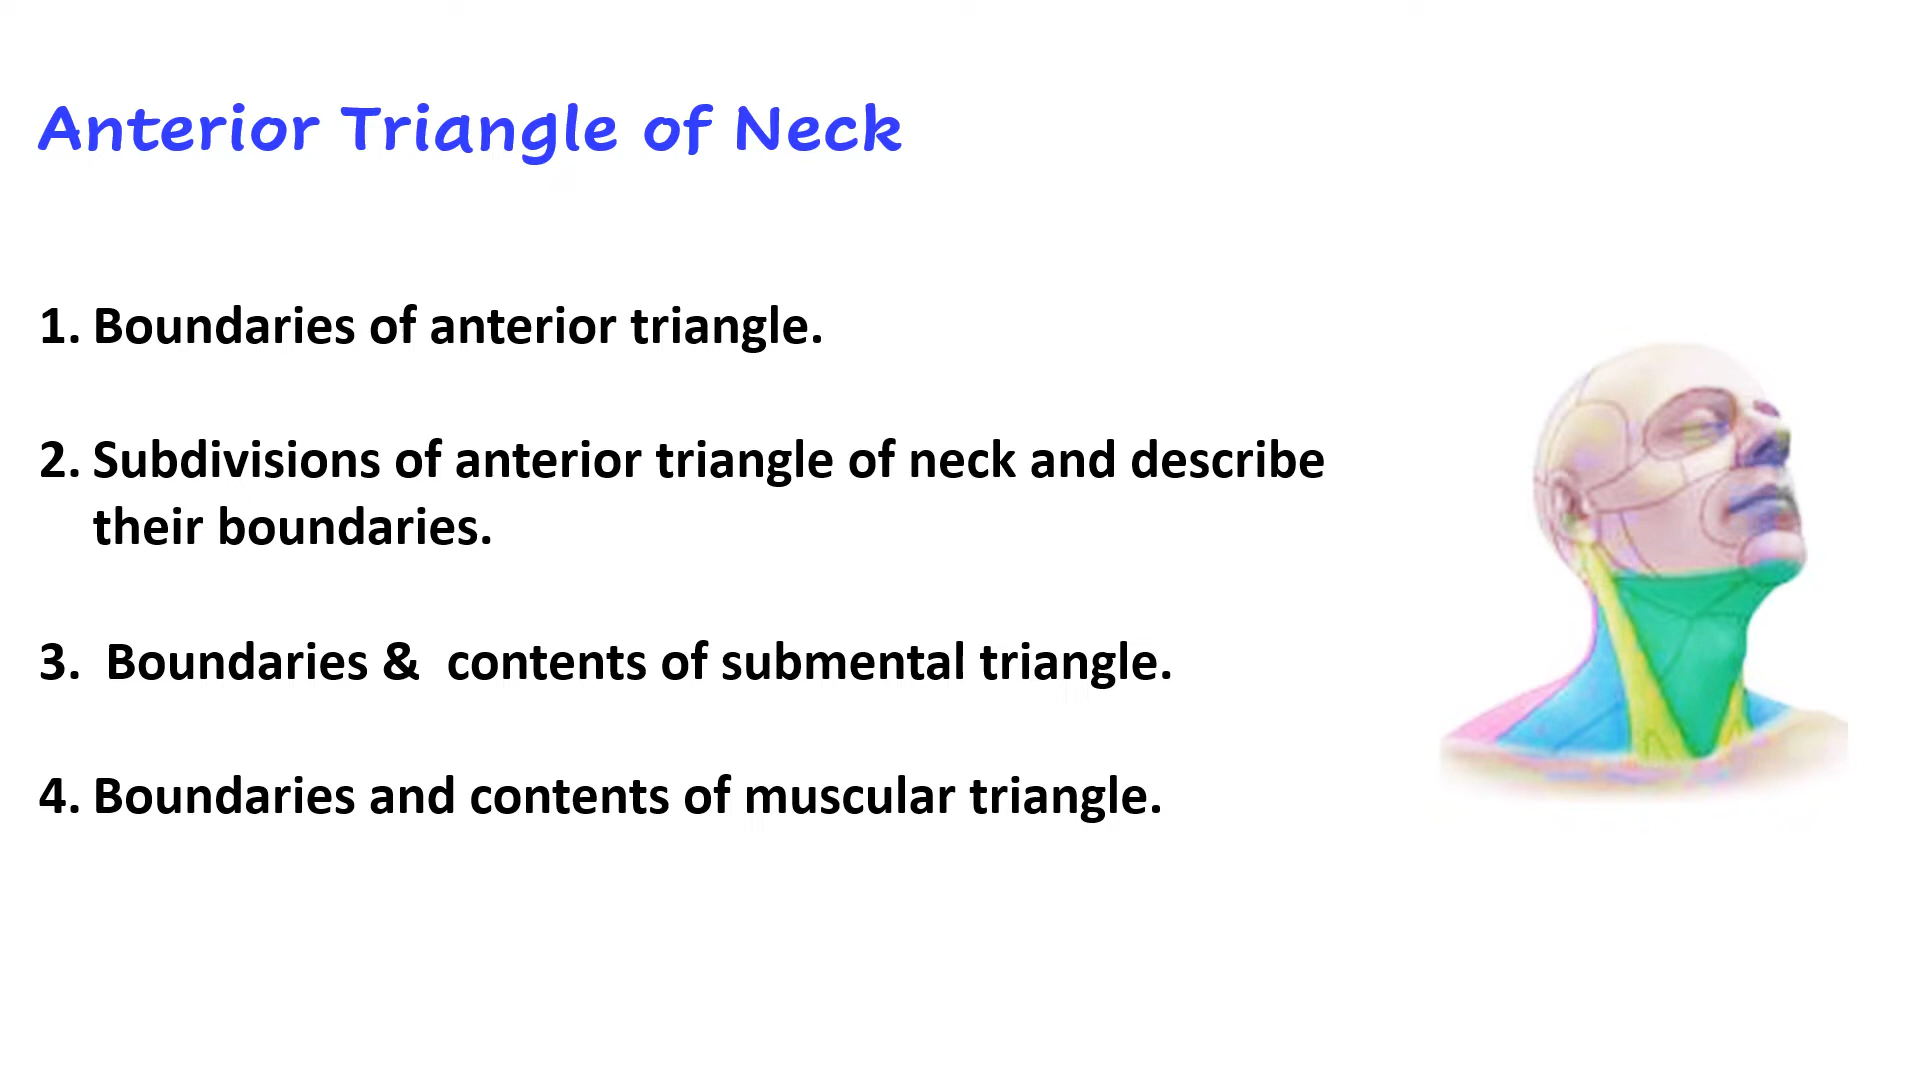 Anterior Triangle of Neck
1. Boundaries of anterior triangle.
2. Subdivisions of anterior triangle of neck and describe
their boundaries.
3.  Boundaries &  contents of submental triangle.
4. Boundaries and contents of muscular triangle.